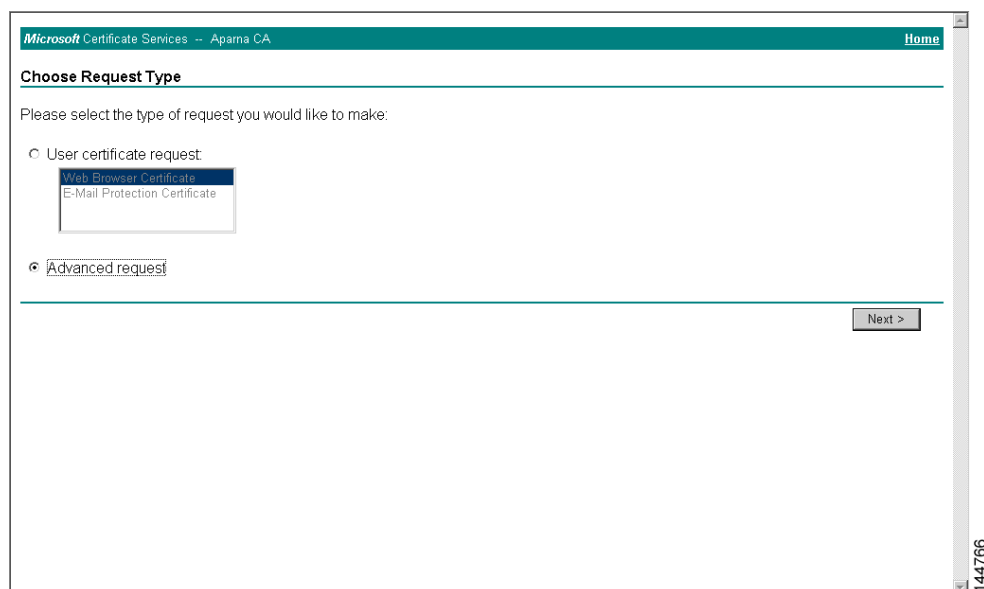 Microsoft Certificate Services -- Aparna CA Home
Choose Request Type
Please select the type of request you would like to make:
User certificate request:
Web Browser Certificate
E-Mail Protection Certificate
Advanced request
Next >
144766